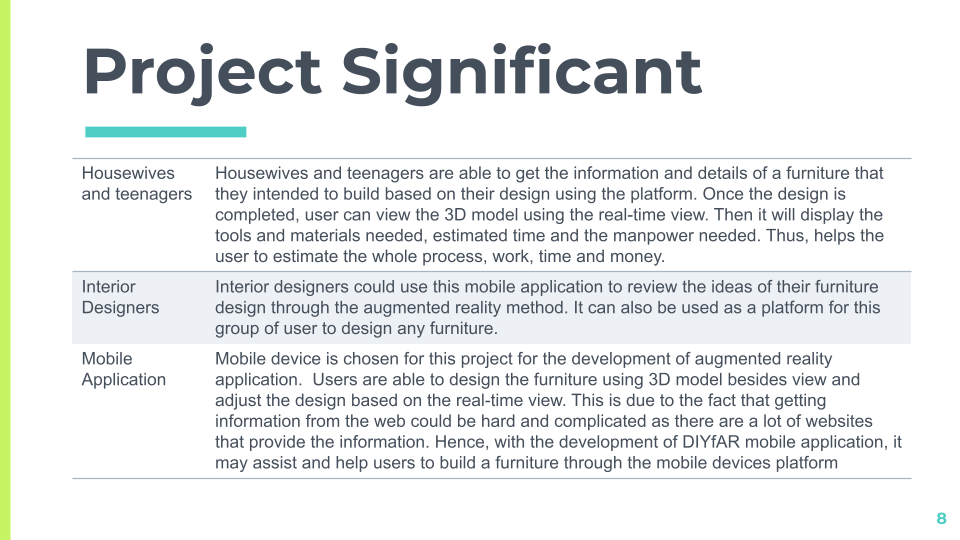 Project Significant
Housewives
and teenagers
Housewives and teenagers are able to get the information and details of a furniture that
they intended to build based on their design using the platform. Once the design is
completed, user can view the 3D model using the real-time view. Then it will display the
tools and materials needed, estimated time and the manpower needed. Thus, helps the
user to estimate the whole process, work, time and money.
Interior
Designers
Interior designers could use this mobile application to review the ideas of their furniture
design through the augmented reality method. It can also be used as a platform for this
group of user to design any furniture.
Mobile
Application
Mobile device is chosen for this project for the development of augmented reality
application.  Users are able to design the furniture using 3D model besides view and
adjust the design based on the real-time view. This is due to the fact that getting
information from the web could be hard and complicated as there are a lot of websites
that provide the information. Hence, with the development of DIYfAR mobile application, it
may assist and help users to build a furniture through the mobile devices platform
8